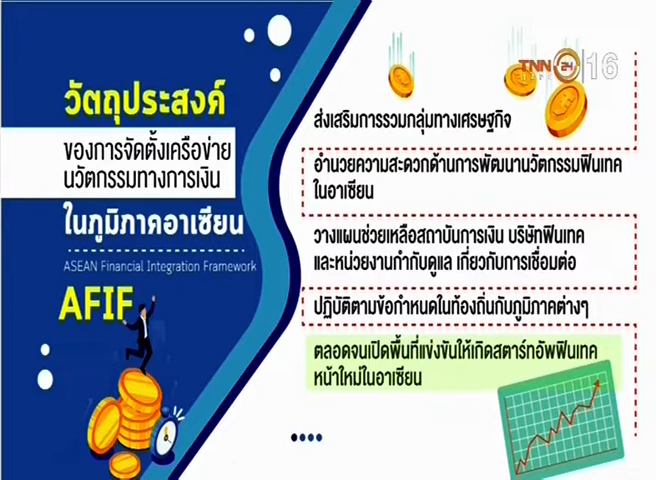 วัตถุประสงค์
ของการจัดตั้งเครือข่าย
นวัตกรรมทางการเงิน
ในภูมิภาคอาเซียน
ASEAN Financial Integration Framework
AFIF
TNN 24 16
ส่งเสริมการรวมกลุ่มทางเศรษฐกิจ
อำนวยความสะดวกด้านการพัฒนานวัตกรรมฟินเทค
ในอาเซียน
วางแผนช่วยเหลือสถาบันการเงิน บริษัทฟินเทค
และหน่วยงานกำกับดูแล เกี่ยวกับการเชื่อมต่อ
ปฏิบัติตามข้อกำหนดในท้องถิ่นกับภูมิภาคต่างๆ
ตลอดจนเปิดพื้นที่แข่งขันให้เกิดสตาร์ทอัพฟินเทค
หน้าใหม่ในอาเซียน